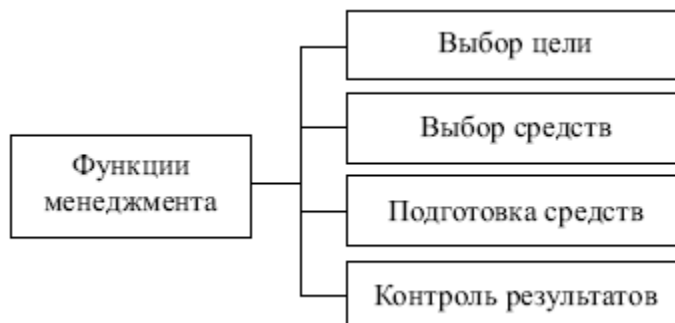 Функции
менеджмента
Выбор цели
Выбор средств
Подготовка средств
Контроль результатов